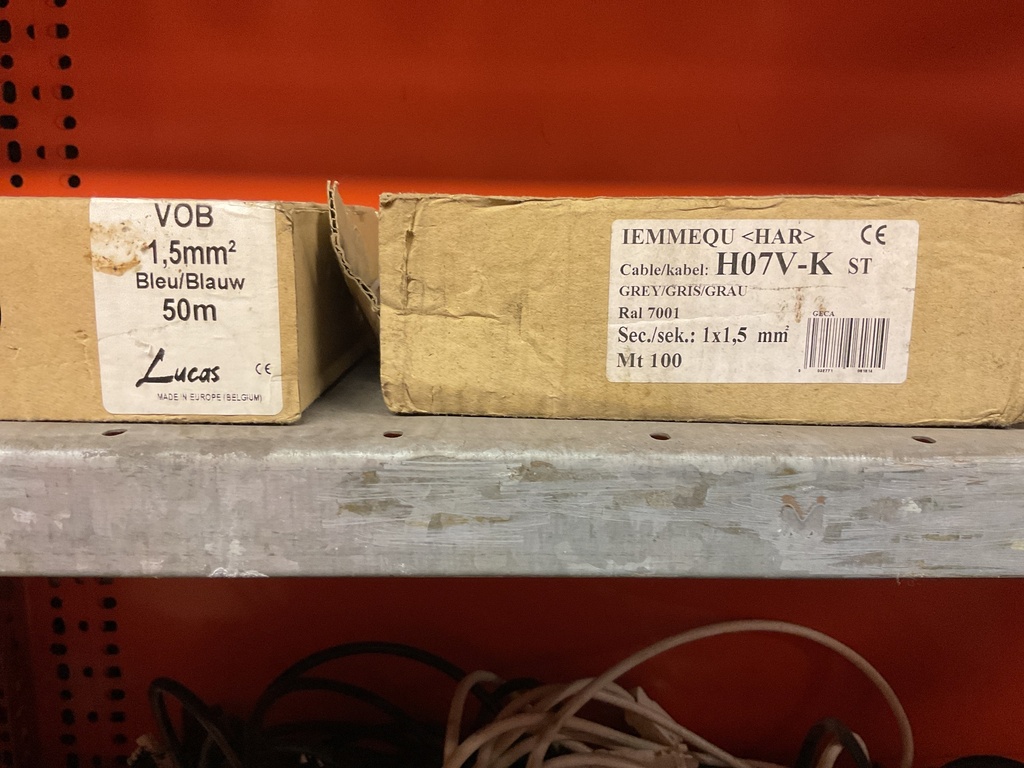 VOB
1,5mm²
Bleu/Blauw
50m
Lucas CE
MADE IN EUROPE (BELGIUM)
IEMMEQU <HAR> CE
Cable/kabel: H07V-K ST
GREY/GRIS/GRAU
Ral 7001
Sec./sek.: 1x1,5 mm²
Mt 100
GECA